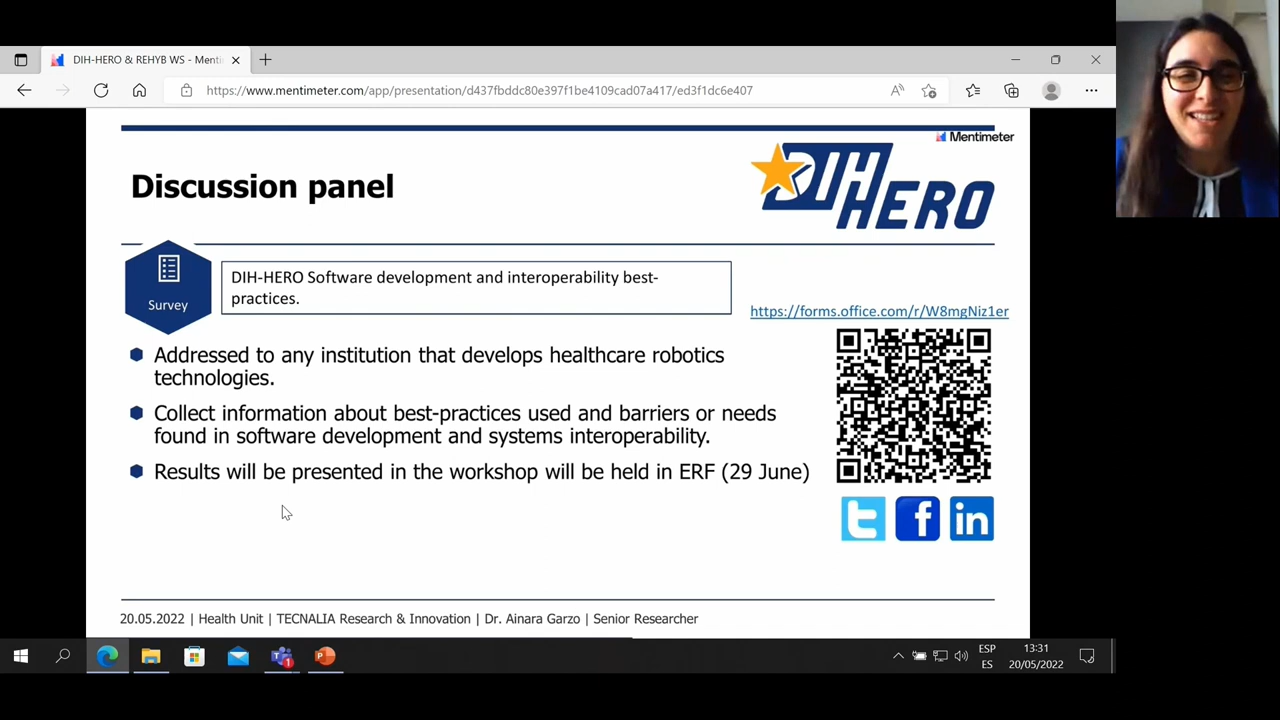 DIH-HERO & REHYB WS - Menti
https://www.mentimeter.com/app/presentation/d437fbddc80e397f1be4109cad07a417/ed3f1dc6e407
Mentimeter
Discussion panel
DIH
HERO
Survey
DIH-HERO Software development and interoperability best-
practices.
https://forms.office.com/r/W8mgNiz1er
Addressed to any institution that develops healthcare robotics
technologies.
Collect information about best-practices used and barriers or needs
found in software development and systems interoperability.
Results will be presented in the workshop will be held in ERF (29 June)
20.05.2022 | Health Unit | TECNALIA Research & Innovation | Dr. Ainara Garzo | Senior Researcher
ESP
ES
13:31
20/05/2022